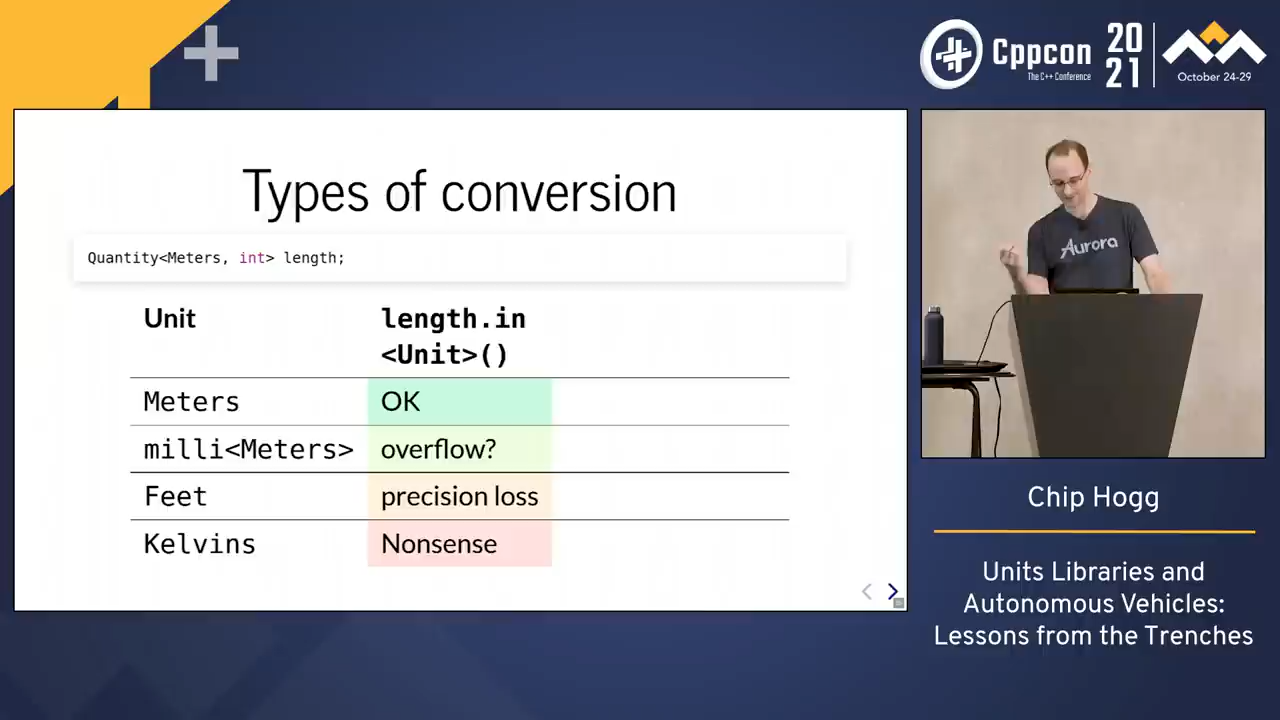 Cppcon
The C++ Conference
20
21
October 24-29
Types of conversion
Quantity<Meters, int> length;
Unit
length.in
<Unit>()
Meters
OK
milli<Meters>
overflow?
Feet
precision loss
Kelvins
Nonsense
Aurora
Chip Hogg
Units Libraries and
Autonomous Vehicles:
Lessons from the Trenches